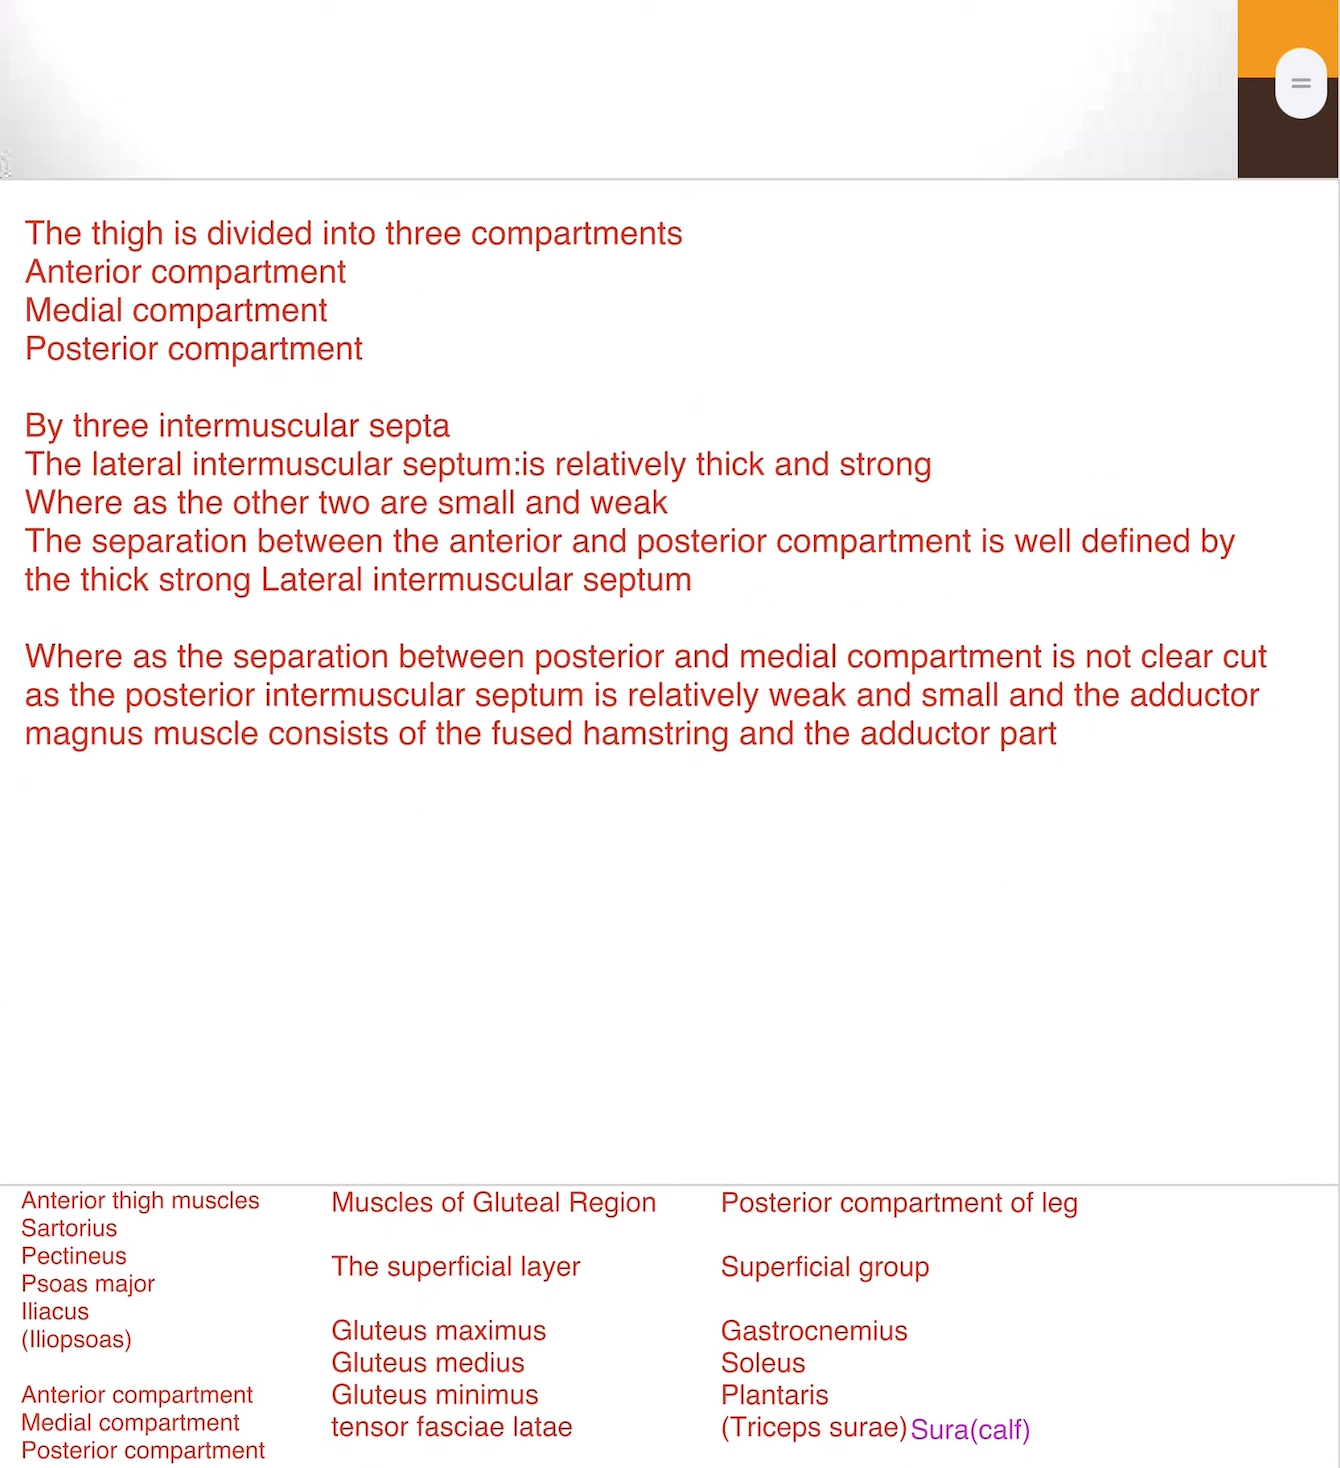 The thigh is divided into three compartments
Anterior compartment
Medial compartment
Posterior compartment
By three intermuscular septa
The lateral intermuscular septum:is relatively thick and strong
Where as the other two are small and weak
The separation between the anterior and posterior compartment is well defined by
the thick strong Lateral intermuscular septum
Where as the separation between posterior and medial compartment is not clear cut
as the posterior intermuscular septum is relatively weak and small and the adductor
magnus muscle consists of the fused hamstring and the adductor part
Anterior thigh muscles
Sartorius
Pectineus
Psoas major
Iliacus
(Iliopsoas)
Anterior compartment
Medial compartment
Posterior compartment
Muscles of Gluteal Region
The superficial layer
Gluteus maximus
Gluteus medius
Gluteus minimus
tensor fasciae latae
Posterior compartment of leg
Superficial group
Gastrocnemius
Soleus
Plantaris
(Triceps surae) Sura(calf)